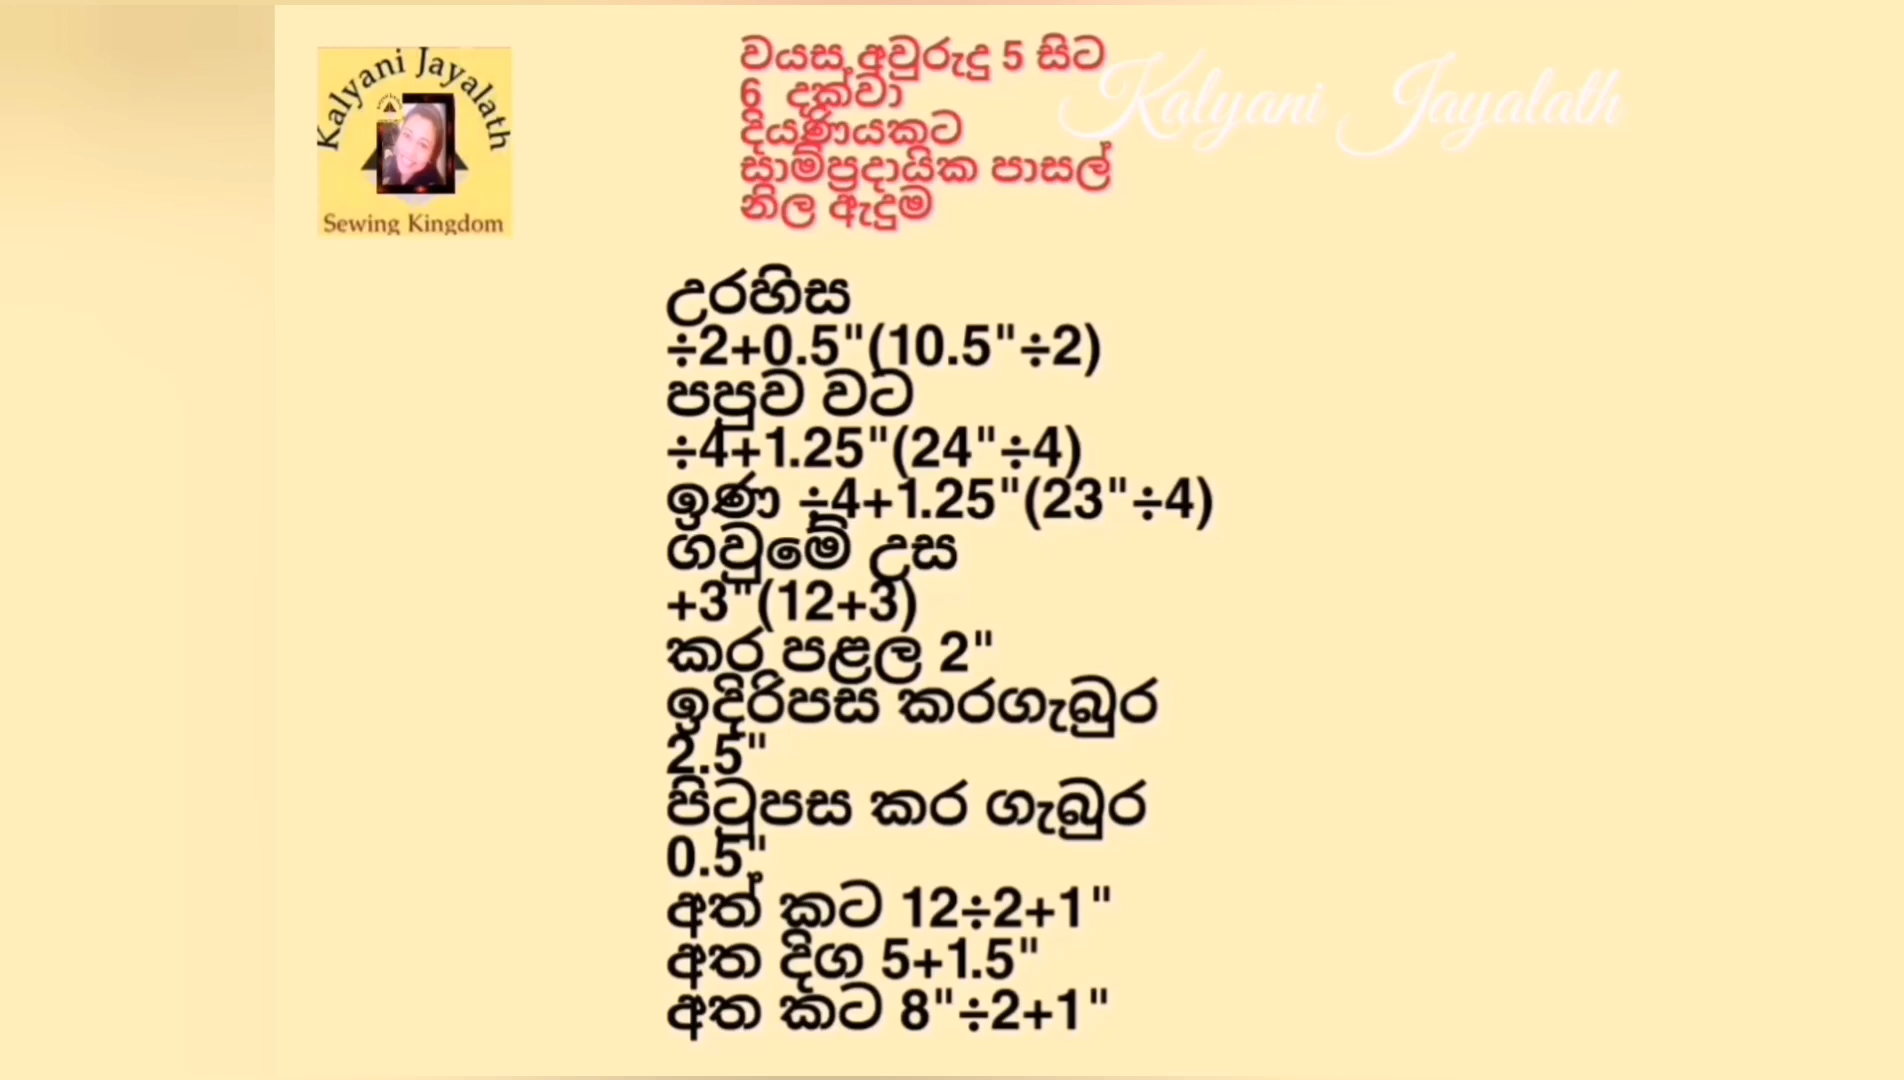 Kalyani Jayalath
Sewing Kingdom
වයස අවුරුදු 5 සිට
6 දක්වා
දියණියකට
සාම්ප්‍රදායික පාසල්
නිල ඇදුම
Kalyani Jayalath
උරහිස
÷2+0.5"(10.5"÷2)
පපුව වට
÷4+1.25"(24"÷4)
ඉණ ÷4+1.25"(23"÷4)
ගවුමේ උස
+3"(12+3)
කර පළල 2"
ඉදිරිපස කරගැබුර
2.5"
පිටුපස කර ගැබුර
0.5"
අත් කට 12÷2+1"
අත දිග 5+1.5"
අත කට 8"÷2+1"